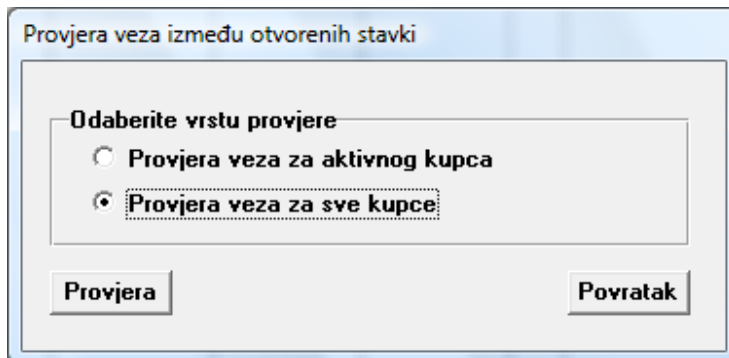 Provjera veza između otvorenih stavki
Odaberite vrstu provjere
Provjera veza za aktivnog kupca
Provjera veza za sve kupce
Provjera Povratak